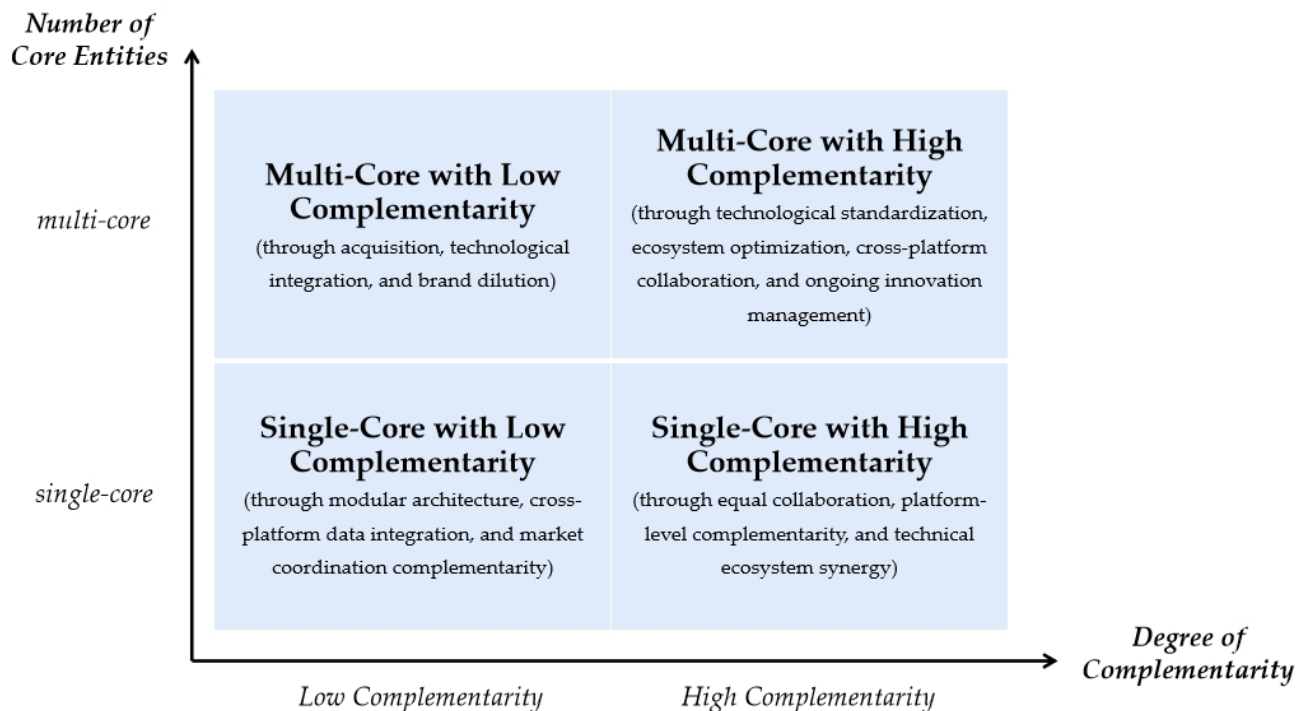 Number of
Core Entities
multi-core
Multi-Core with Low
Complementarity
(through acquisition, technological
integration, and brand dilution)
Multi-Core with High
Complementarity
(through technological standardization,
ecosystem optimization, cross-platform
collaboration, and ongoing innovation
management)
single-core
Single-Core with Low
Complementarity
(through modular architecture, cross-
platform data integration, and market
coordination complementarity)
Single-Core with High
Complementarity
(through equal collaboration, platform-
level complementarity, and technical
ecosystem synergy)
Degree of
Complementarity
Low Complementarity
High Complementarity